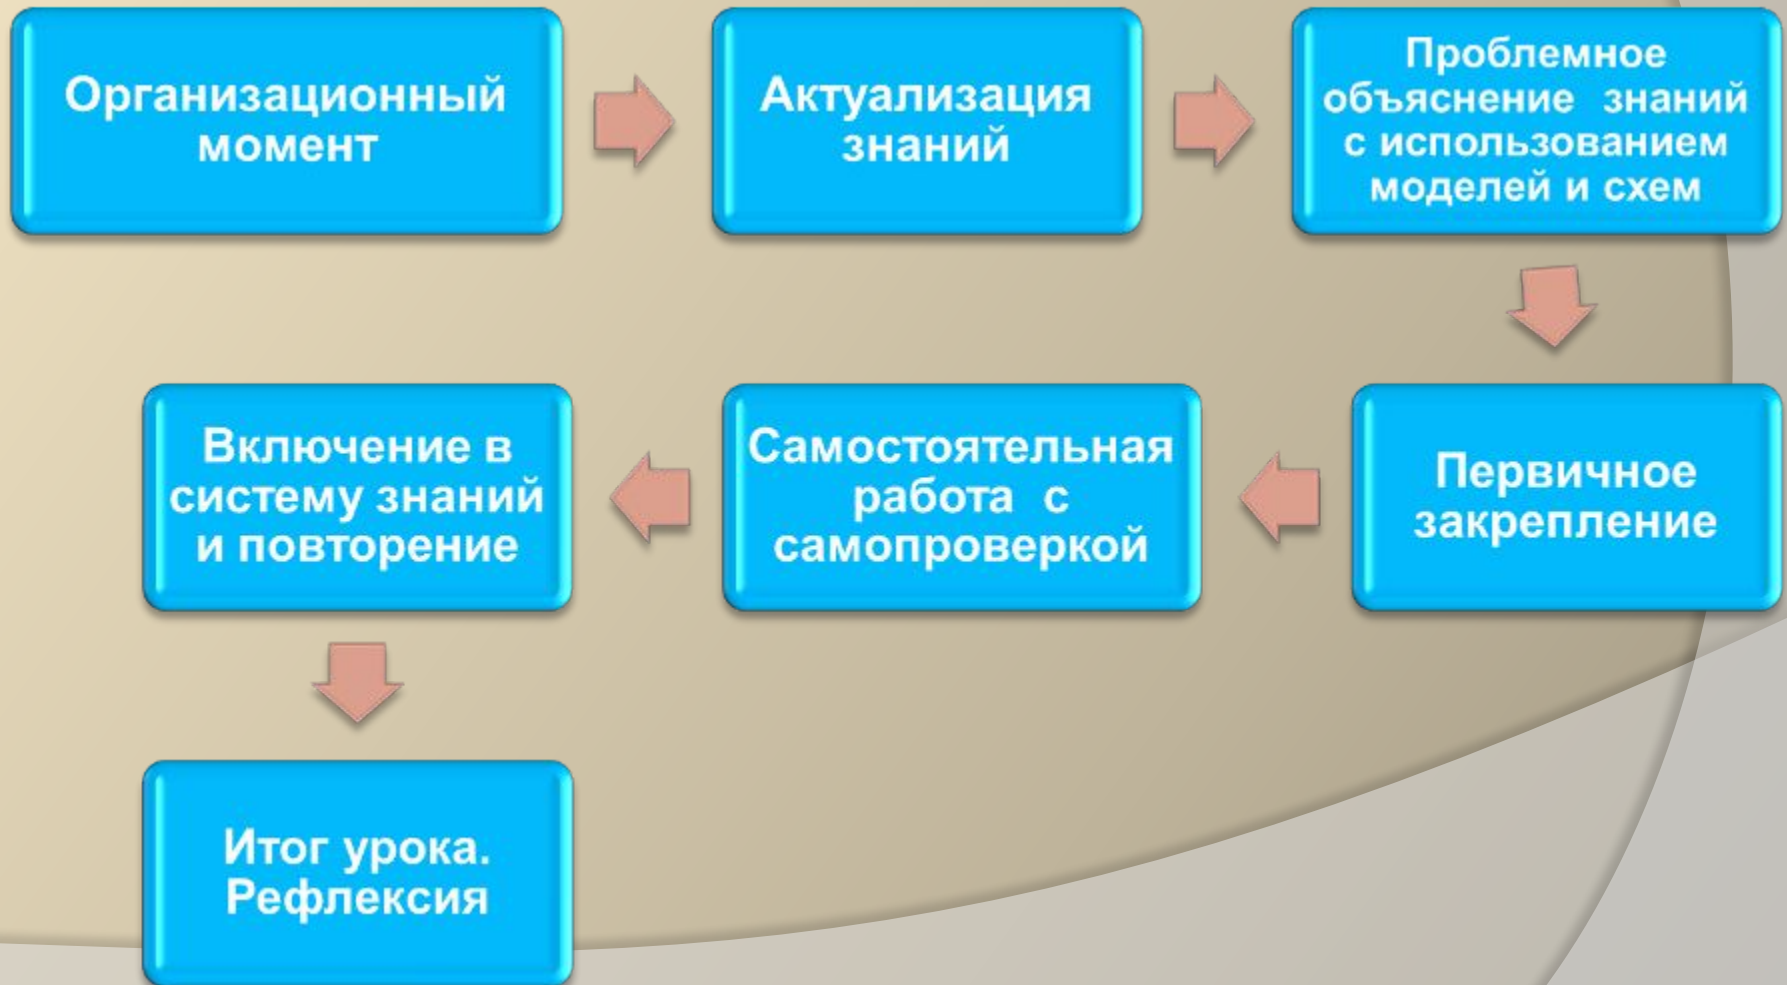 Организационный
момент
Актуализация
знаний
Проблемное
объяснение знаний
с использованием
моделей и схем
Первичное
закрепление
Самостоятельная
работа с
самопроверкой
Включение в
систему знаний
и повторение
Итог урока.
Рефлексия